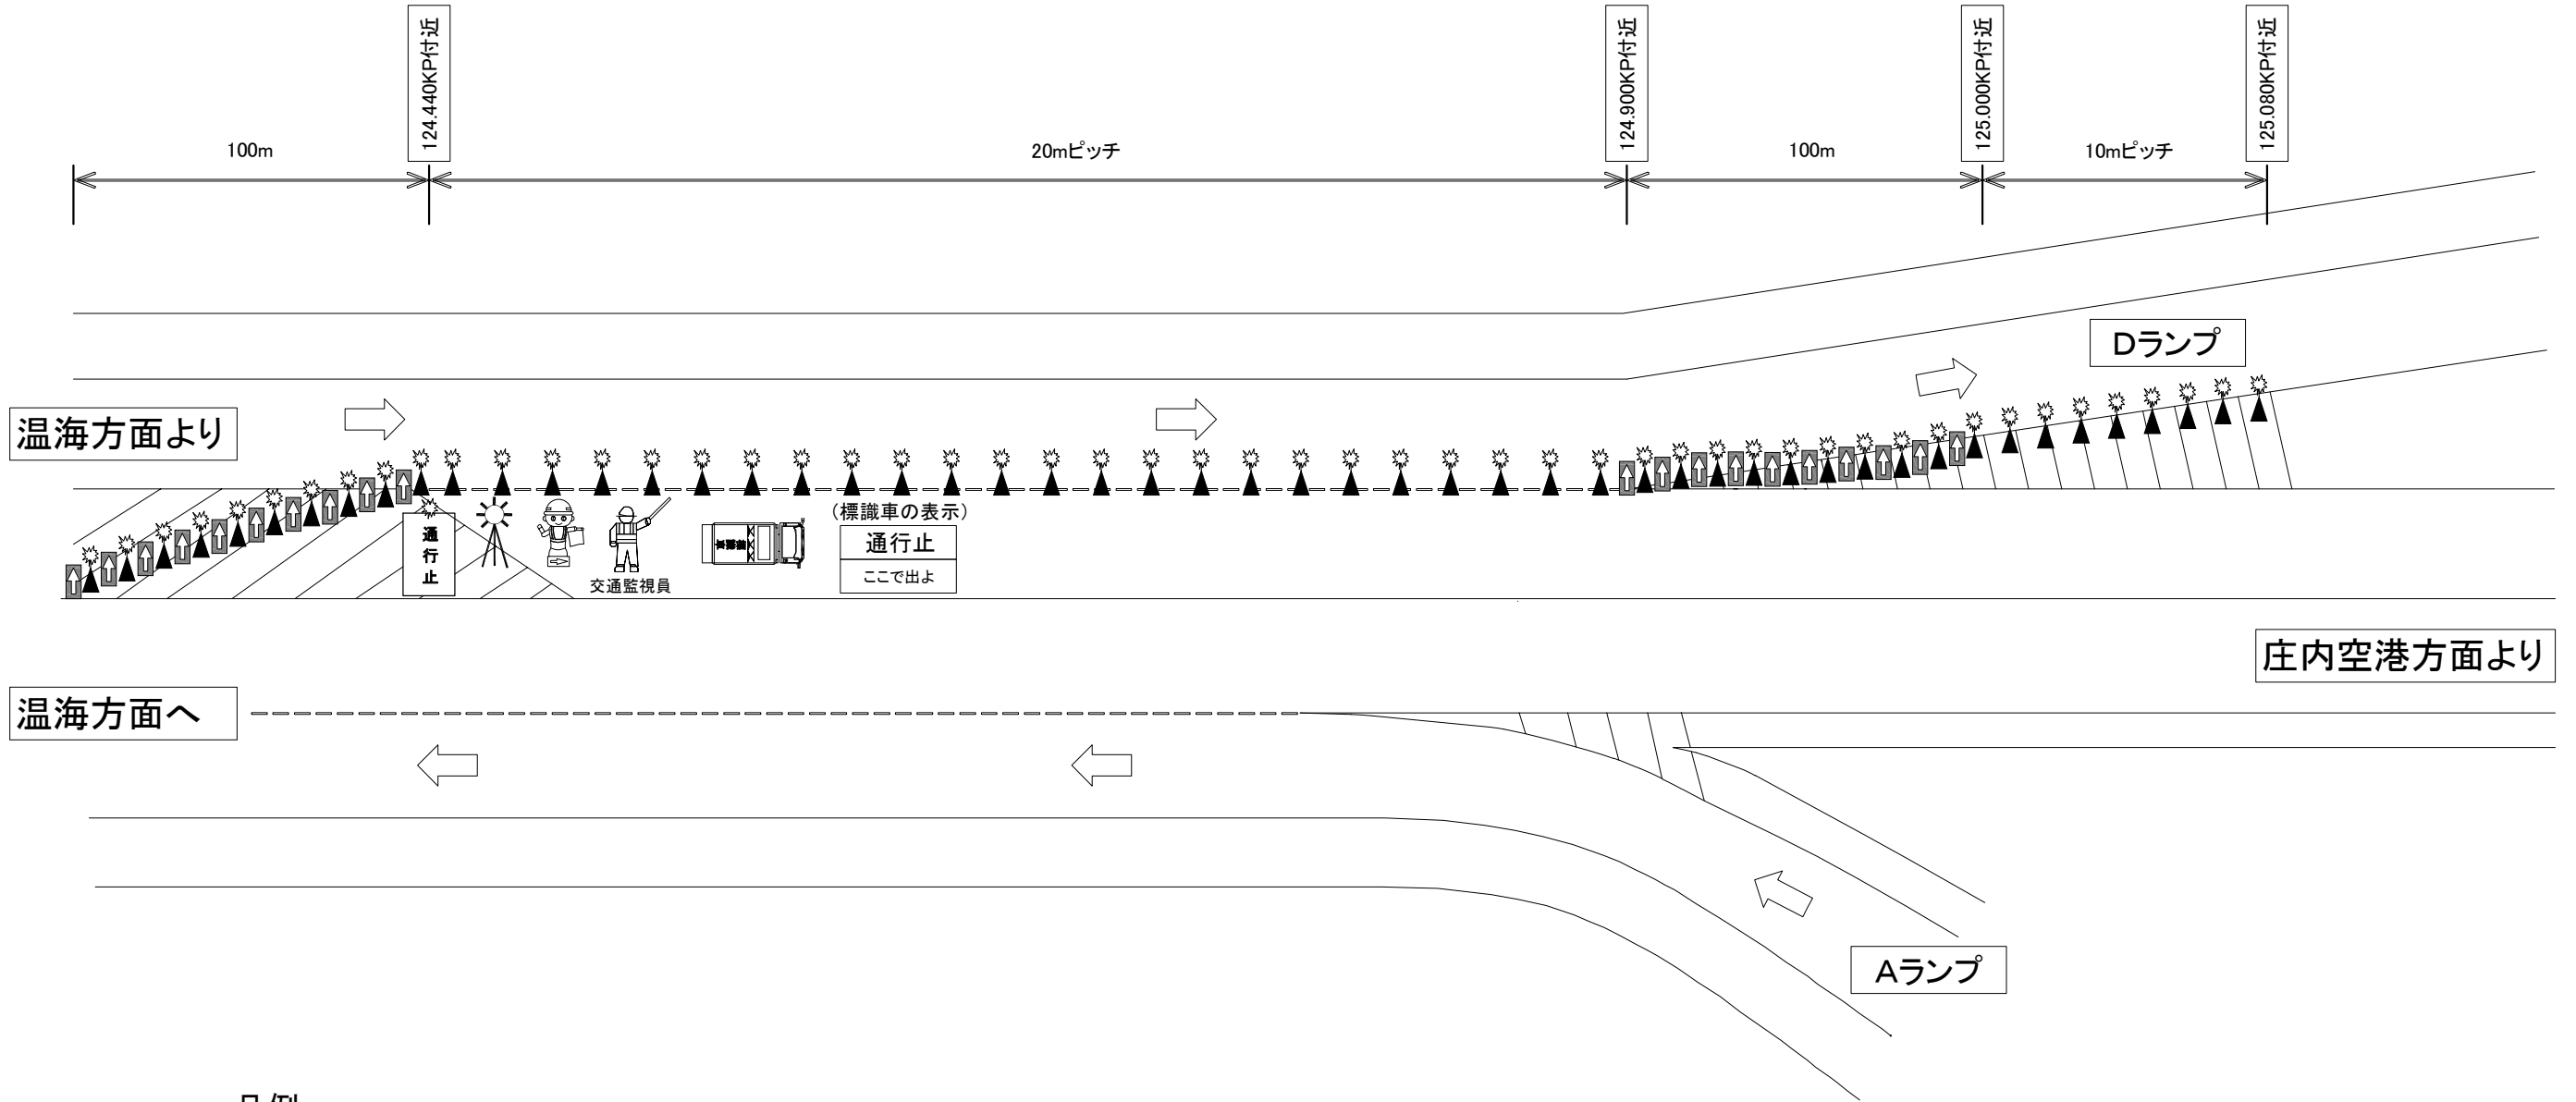 124.440KP付近
124.900KP付近
125.000KP付近
125.080KP付近
100m
20mピッチ
100m
10mピッチ
Dランプ
温海方面より
通行止
交通監視員
(標識車の表示)
通行止
ここで出よ
庄内空港方面より
温海方面へ
Aランプ
凡例